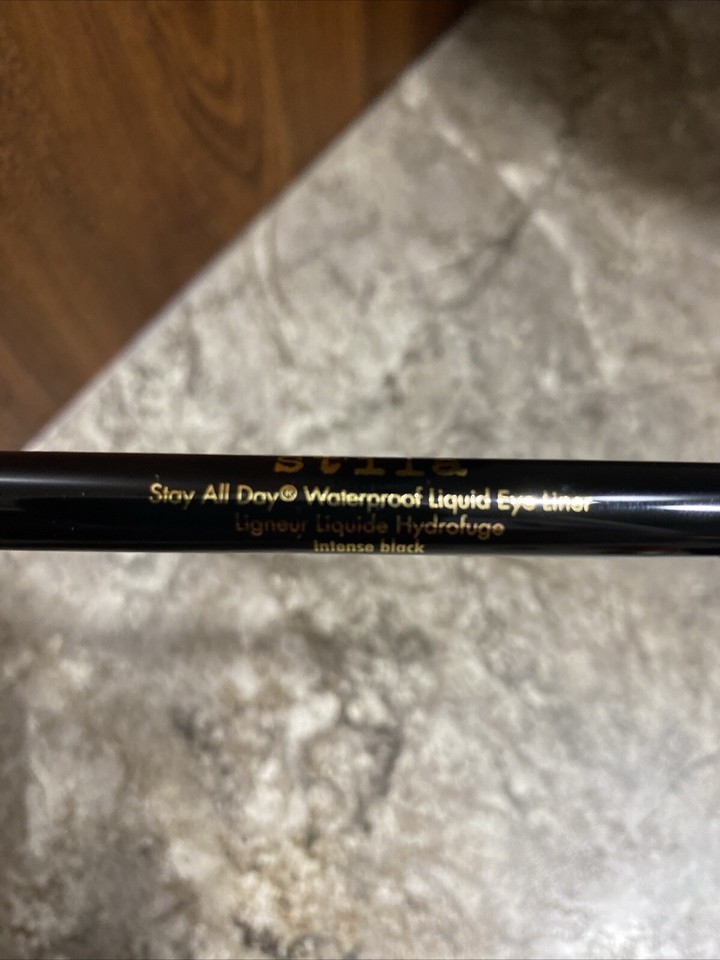 stila
Stay All Day® Waterproof Liquid Eye Liner
Ligneur Liquide Hydrofuge
intense black